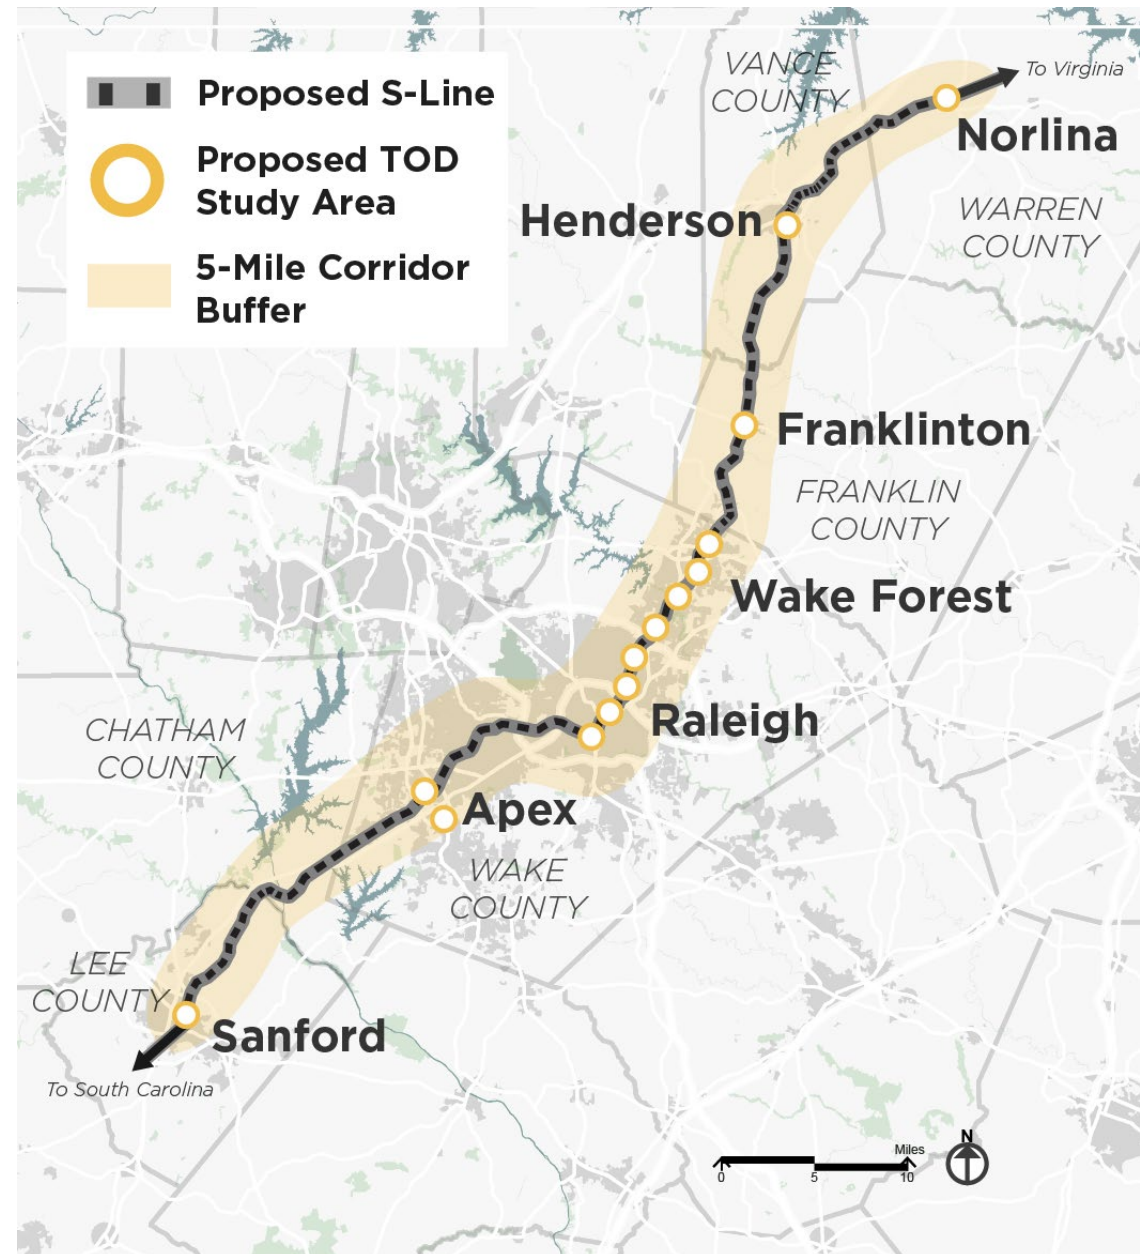 Proposed S-Line
Proposed TOD
Study Area
5-Mile Corridor
Buffer
VANCE
COUNTY
To Virginia
Norlina
WARREN
COUNTY
Henderson
Franklinton
FRANKLIN
COUNTY
Wake Forest
Raleigh
CHATHAM
COUNTY
Apex
WAKE
COUNTY
LEE
COUNTY
Sanford
To South Carolina
Miles
0 5 10
N